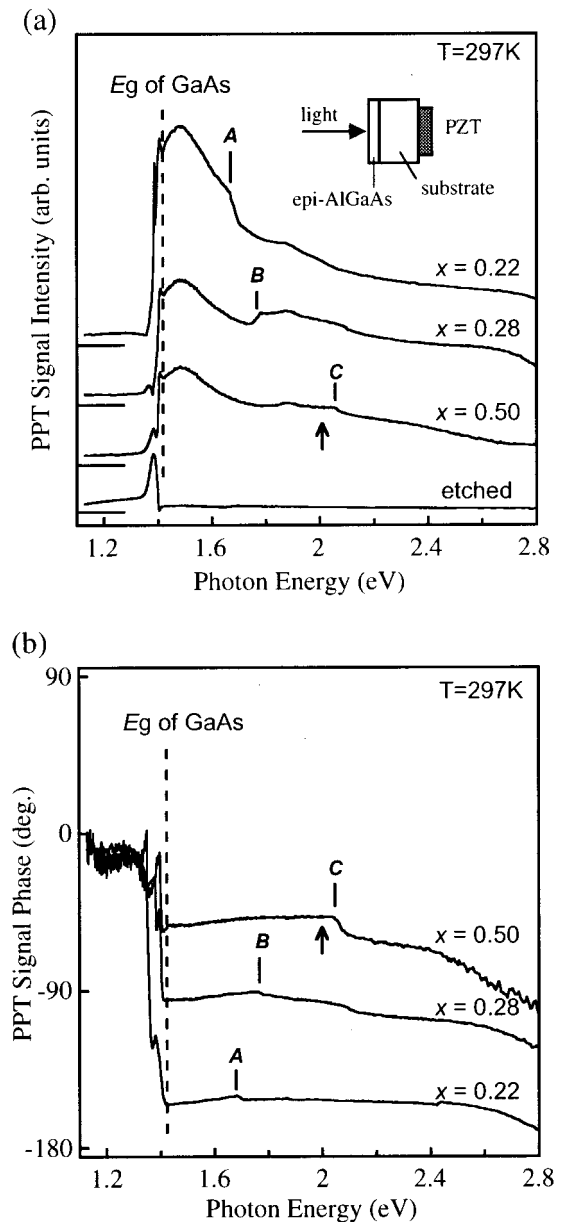 (a)
T=297K
Eg of GaAs
A
light
PZT
epi-AlGaAs
substrate
x = 0.22
B
x = 0.28
C
x = 0.50
etched
PPT Signal Intensity (arb. units)
1.2 1.6 2 2.4 2.8
Photon Energy (eV)
(b)
90
T=297K
Eg of GaAs
0
C
x = 0.50
B
-90
x = 0.28
A
x = 0.22
-180
PPT Signal Phase (deg.)
1.2 1.6 2 2.4 2.8
Photon Energy (eV)